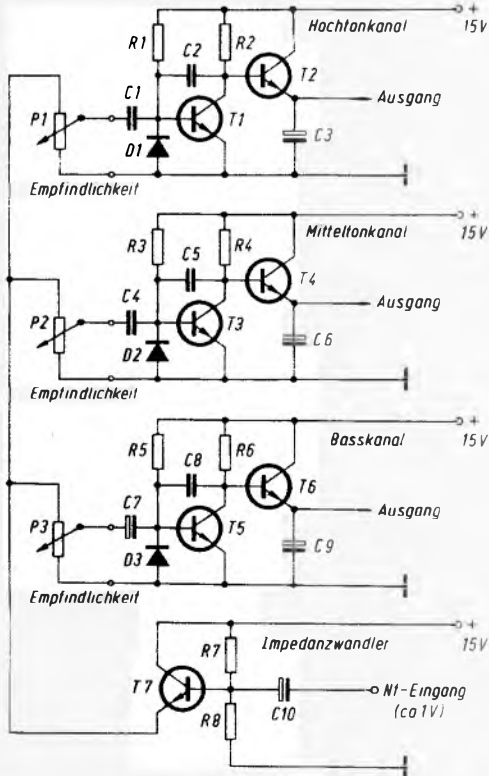 Hochtonkanal
+
15V
R1
C2
R2
T2
C1
P1
T1
Ausgang
D1
C3
Empfindlichkeit
+
Mitteltonkanal
15V
R3
C5
R4
T4
C4
P2
T3
Ausgang
D2
C6
Empfindlichkeit
+
Basskanal
15V
R5
C8
R6
T6
C7
P3
T5
Ausgang
D3
C9
Empfindlichkeit
+
Impedanzwandler
15V
R7
T7
C10
Nf-Eingang
(ca 1V)
R8